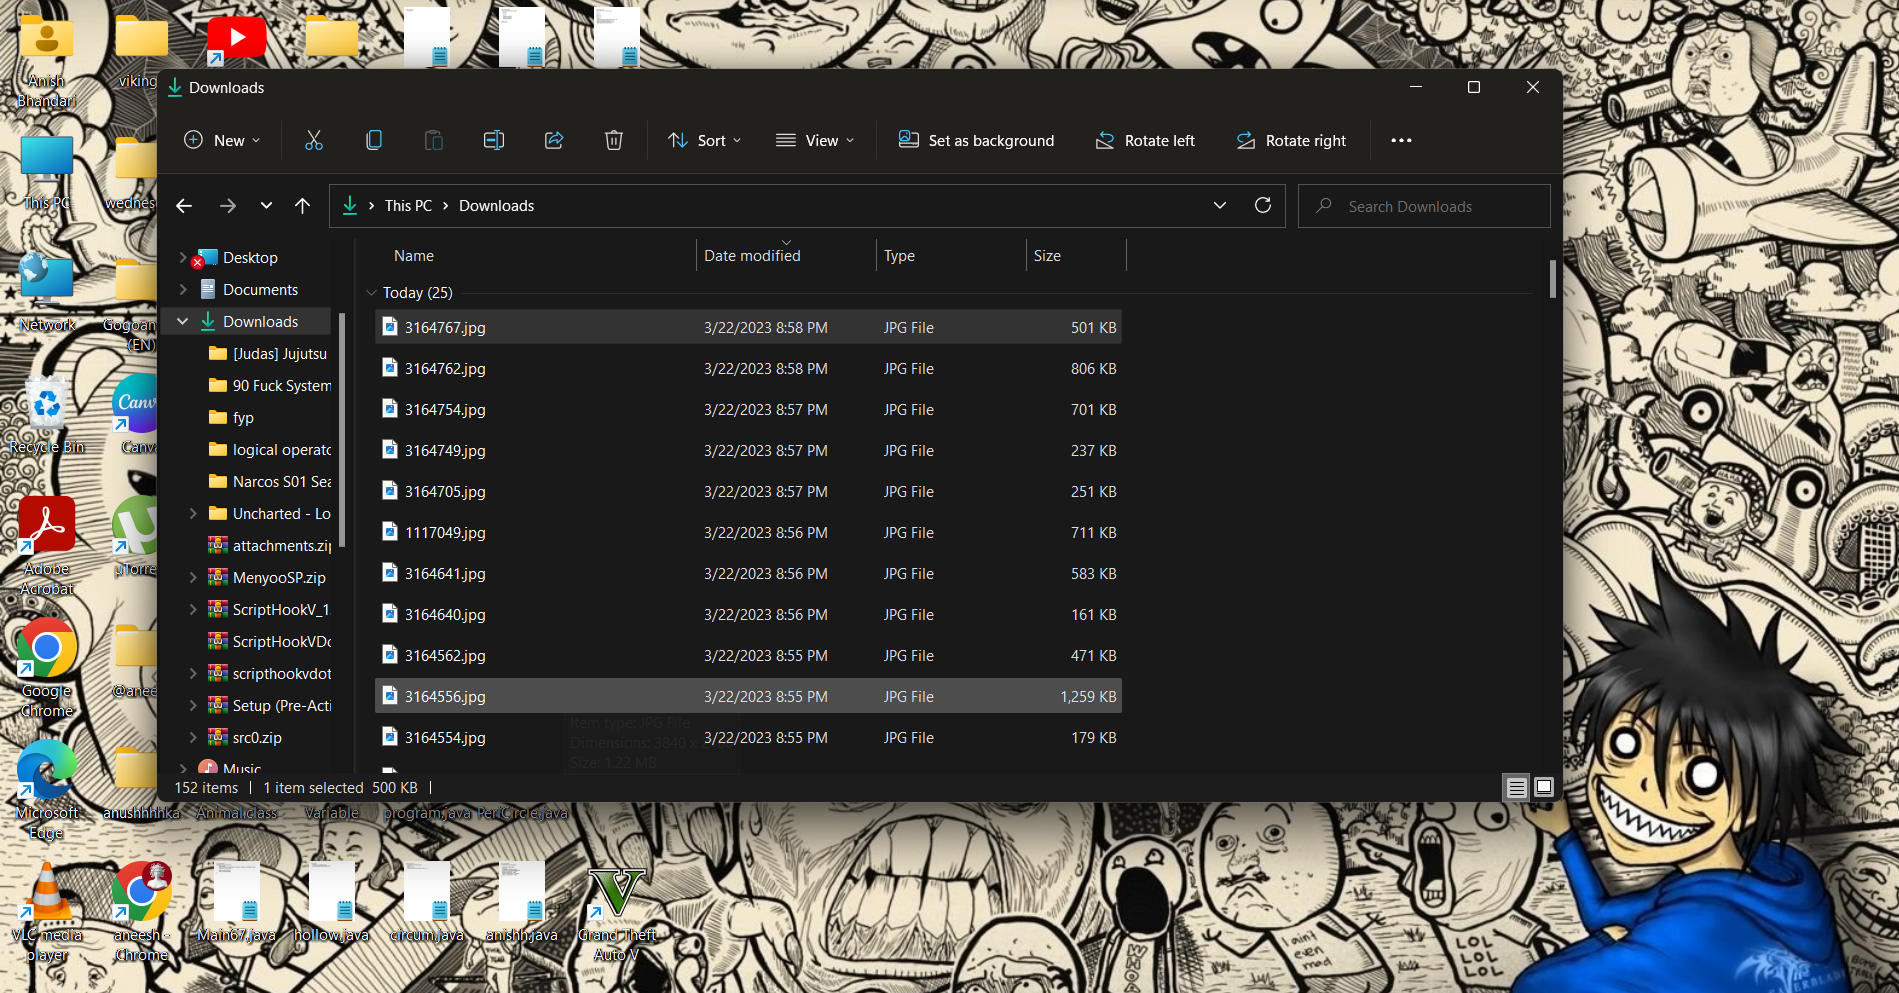 Anish
Bhandari
viking
Downloads
New
Sort
View
Set as background
Rotate left
Rotate right
This PC
Downloads
Search Downloads
This PC
wednes
Network
Gogoan
(EN)
Recycle Bin
Canv
Adobe
Acrobat
µTorre
Google
Chrome
@anee
Microsoft
Edge
Desktop
Documents
Downloads
[Judas] Jujutsu
90 Fuck System
fyp
logical operato
Narcos S01 Sea
Uncharted - Lo
attachments.zip
MenyooSP.zip
ScriptHookV_1.
ScriptHookVDo
scripthookvdot
Setup (Pre-Acti
src0.zip
Music
Name Date modified Type Size
Today (25)
3164767.jpg 3/22/2023 8:58 PM JPG File 501 KB
3164762.jpg 3/22/2023 8:58 PM JPG File 806 KB
3164754.jpg 3/22/2023 8:57 PM JPG File 701 KB
3164749.jpg 3/22/2023 8:57 PM JPG File 237 KB
3164705.jpg 3/22/2023 8:57 PM JPG File 251 KB
1117049.jpg 3/22/2023 8:56 PM JPG File 711 KB
3164641.jpg 3/22/2023 8:56 PM JPG File 583 KB
3164640.jpg 3/22/2023 8:56 PM JPG File 161 KB
3164562.jpg 3/22/2023 8:55 PM JPG File 471 KB
3164556.jpg 3/22/2023 8:55 PM JPG File 1,259 KB
Item type: JPG File
Dimensions: 3840 x
Size: 1.22 MB
3164554.jpg 3/22/2023 8:55 PM JPG File 179 KB
152 items 1 item selected 500 KB
anushhhhka Animalclass Variable program.java PeriCircle.java
VLC media
player
aneesh -
Chrome
Main67.java
hollow.java
circum.java
anishh.java
Grand Theft
Auto V
I ain't
even
mad
LOL
LOL
LOL